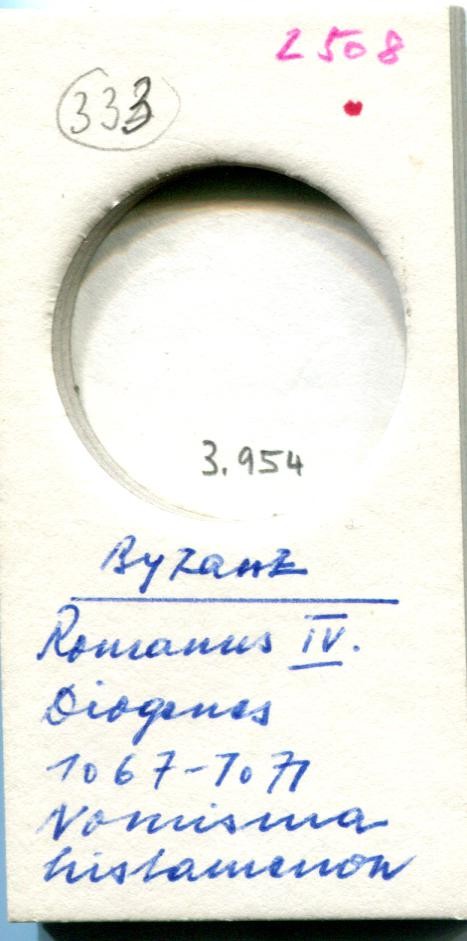 2508
333
3.954
Byzanz
Romanus IV.
Diogenes
1067-1071
Nomisma
histamenon